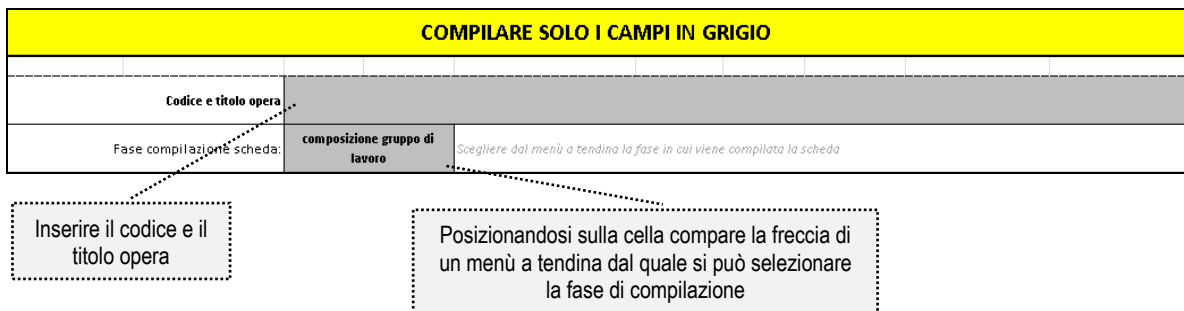 COMPILARE SOLO I CAMPI IN GRIGIO
Codice e titolo opera
Fase compilazione scheda:
composizione gruppo di
lavoro
Scegliere dal menù a tendina la fase in cui viene compilata la scheda
Inserire il codice e il
titolo opera
Posizionandosi sulla cella compare la freccia di
un menù a tendina dal quale si può selezionare
la fase di compilazione